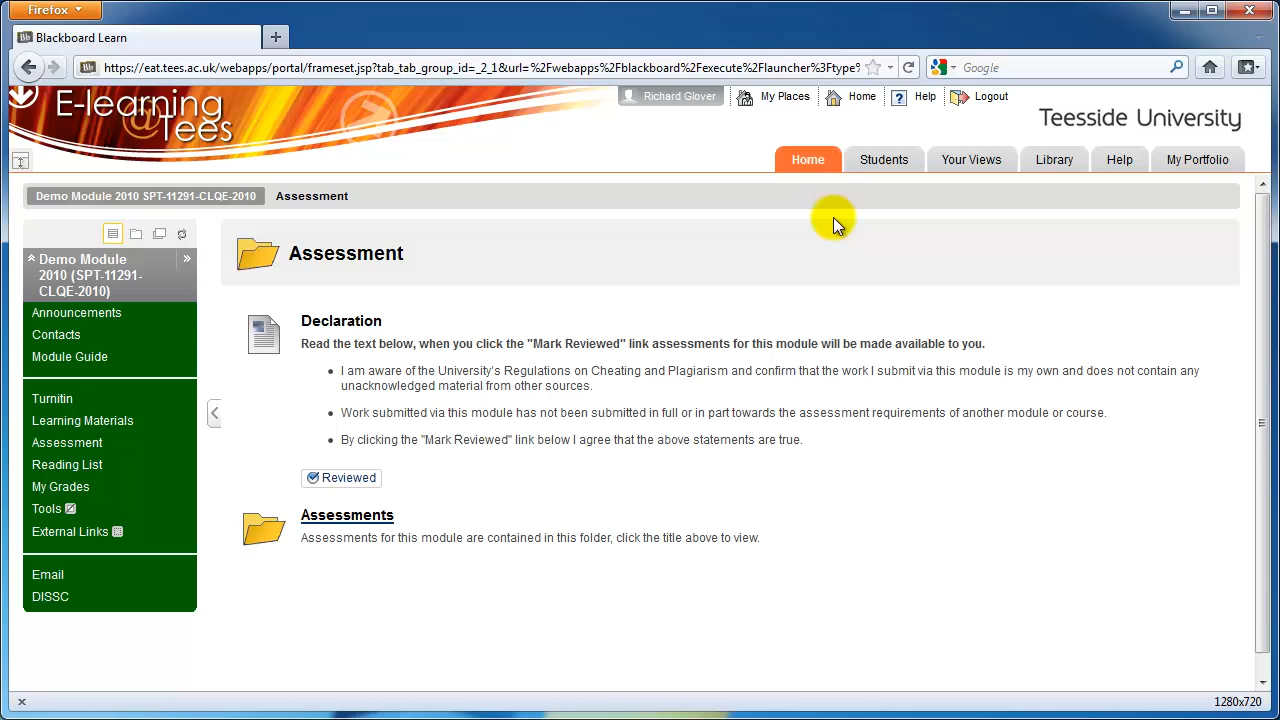 Firefox
Blackboard Learn
https://eat.tees.ac.uk/webapps/portal/frameset.jsp?tab_tab_group_id=_2_1&url=%2Fwebapps%2Fblackboard%2Fexecute%2Flauncher%3Ftype%
Google
E-learning
@Tees
Richard Glover
My Places
Home
Help
Logout
Teesside University
Home
Students
Your Views
Library
Help
My Portfolio
Demo Module 2010 SPT-11291-CLQE-2010
Assessment
Demo Module
2010 (SPT-11291-
CLQE-2010)
Announcements
Contacts
Module Guide
Turnitin
Learning Materials
Assessment
Reading List
My Grades
Tools
External Links
Email
DISSC
Assessment
Declaration
Read the text below, when you click the "Mark Reviewed" link assessments for this module will be made available to you.
I am aware of the University's Regulations on Cheating and Plagiarism and confirm that the work I submit via this module is my own and does not contain any
unacknowledged material from other sources.
Work submitted via this module has not been submitted in full or in part towards the assessment requirements of another module or course.
By clicking the "Mark Reviewed" link below I agree that the above statements are true.
Reviewed
Assessments
Assessments for this module are contained in this folder, click the title above to view.
1280x720